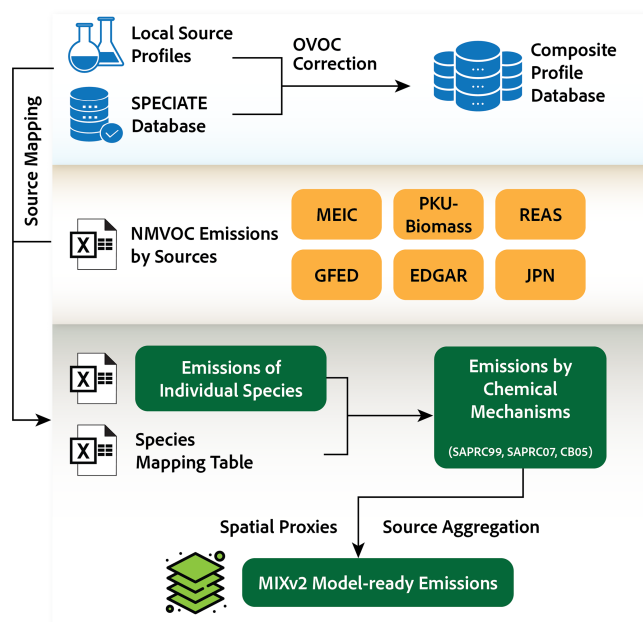 Local Source
Profiles
OVOC
Correction
Composite
Profile
Database
SPECIATE
Database
Source Mapping
NMVOC Emissions
by Sources
MEIC
PKU-
Biomass
REAS
GFED
EDGAR
JPN
Emissions of
Individual Species
Species
Mapping Table
Emissions by
Chemical
Mechanisms
(SAPRC99, SAPRC07, CB05)
Spatial Proxies
Source Aggregation
MIXv2 Model-ready Emissions